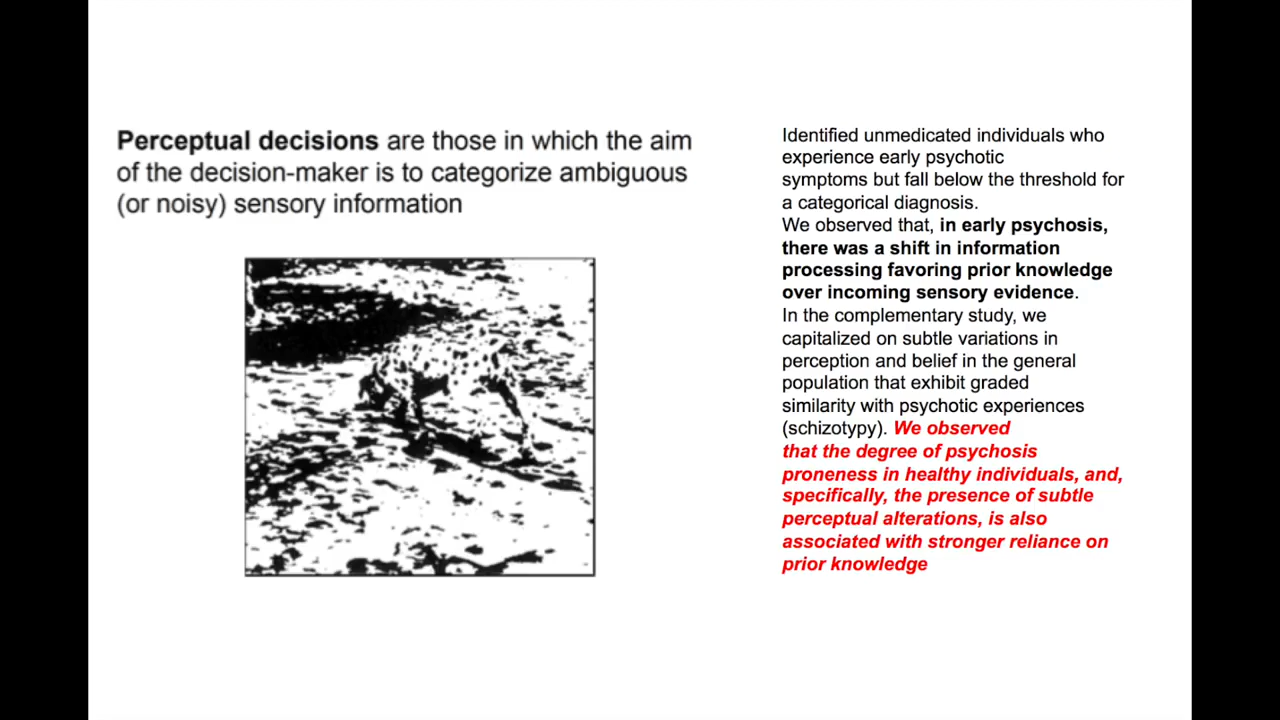 Perceptual decisions are those in which the aim
of the decision-maker is to categorize ambiguous
(or noisy) sensory information
Identified unmedicated individuals who
experience early psychotic
symptoms but fall below the threshold for
a categorical diagnosis.
We observed that, in early psychosis,
there was a shift in information
processing favoring prior knowledge
over incoming sensory evidence.
In the complementary study, we
capitalized on subtle variations in
perception and belief in the general
population that exhibit graded
similarity with psychotic experiences
(schizotypy). We observed
that the degree of psychosis
proneness in healthy individuals, and,
specifically, the presence of subtle
perceptual alterations, is also
associated with stronger reliance on
prior knowledge